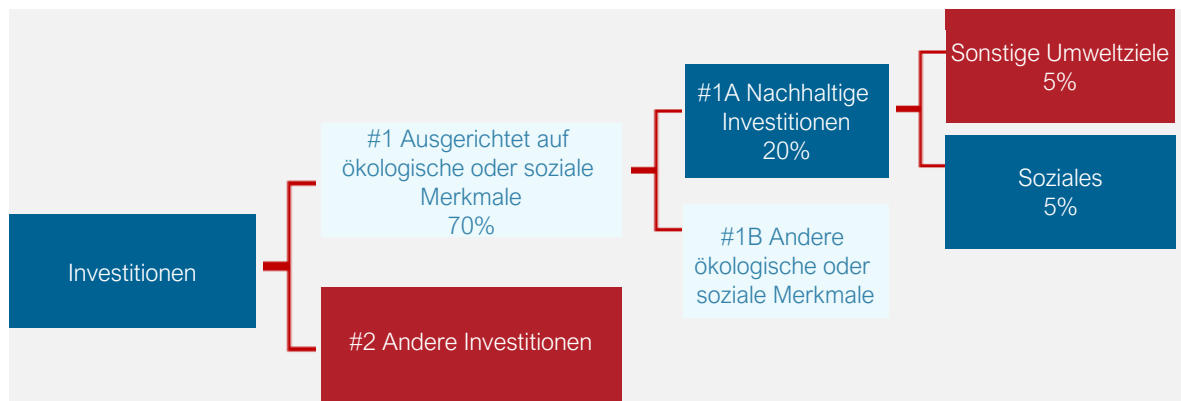 Investitionen
#1 Ausgerichtet auf
ökologische oder soziale
Merkmale
70%
#2 Andere Investitionen
#1A Nachhaltige
Investitionen
20%
#1B Andere
ökologische oder
soziale Merkmale
Sonstige Umweltziele
5%
Soziales
5%